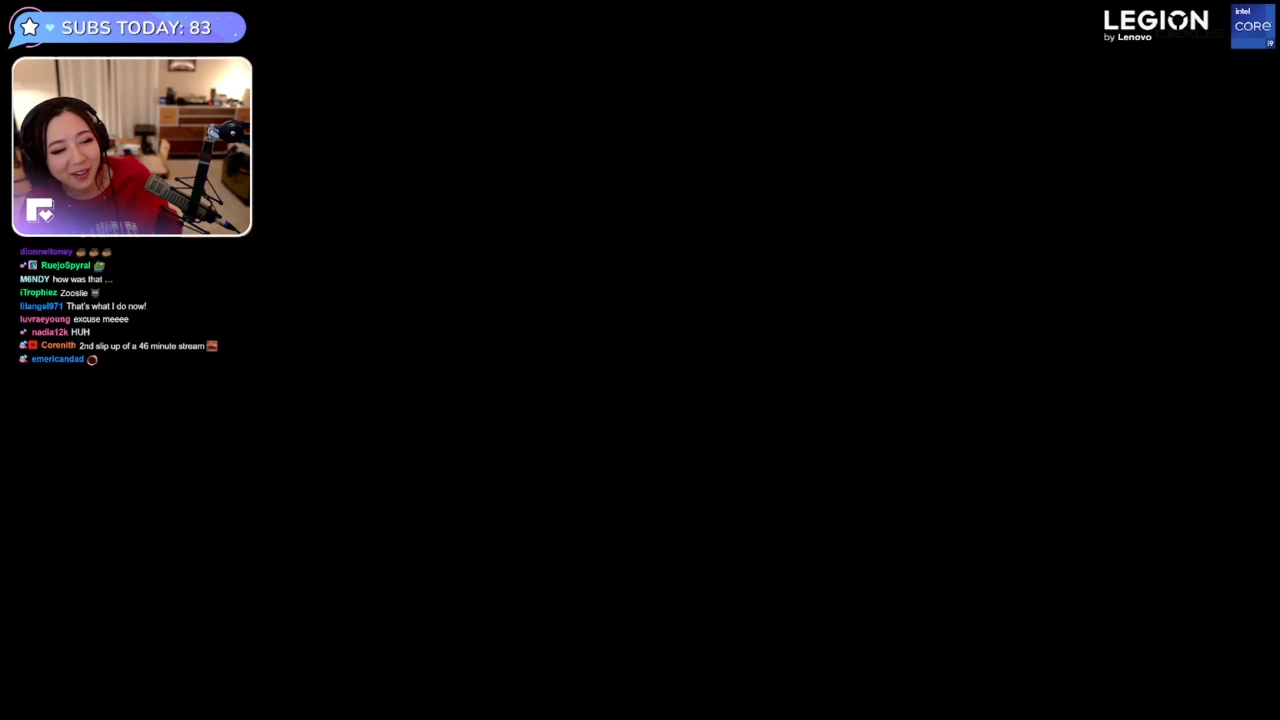 SUBS TODAY: 83
LEGION
by Lenovo
intel
CORE
i9
dionneltoney
RuejoSpyral
M6NDY how was that ...
iTrophiez Zooslie
lilangel971 That's what I do now!
luvraeyoung excuse meeee
nadia12k HUH
Corenith 2nd slip up of a 46 minute stream
emericandad